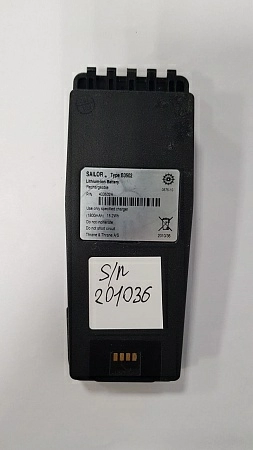 SAILOR Type B3502
Lithium Ion Battery
Rechargeable
Use only specified charger
Do not incinerate
Do not short circuit
Thrane & Thrane A/S
S/n
201036